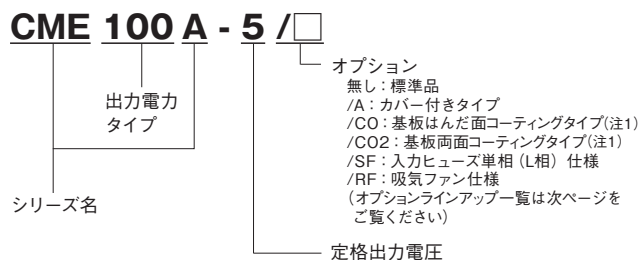 CME 100 A - 5 /□
オプション
無し：標準品
/A：カバー付きタイプ
/CO：基板はんだ面コーティングタイプ(注1)
/CO2：基板両面コーティングタイプ(注1)
/SF：入力ヒューズ単相（L相）仕様
/RF：吸気ファン仕様
（オプションラインアップ一覧は次ページを
ご覧ください）
出力電力
タイプ
シリーズ名
定格出力電圧